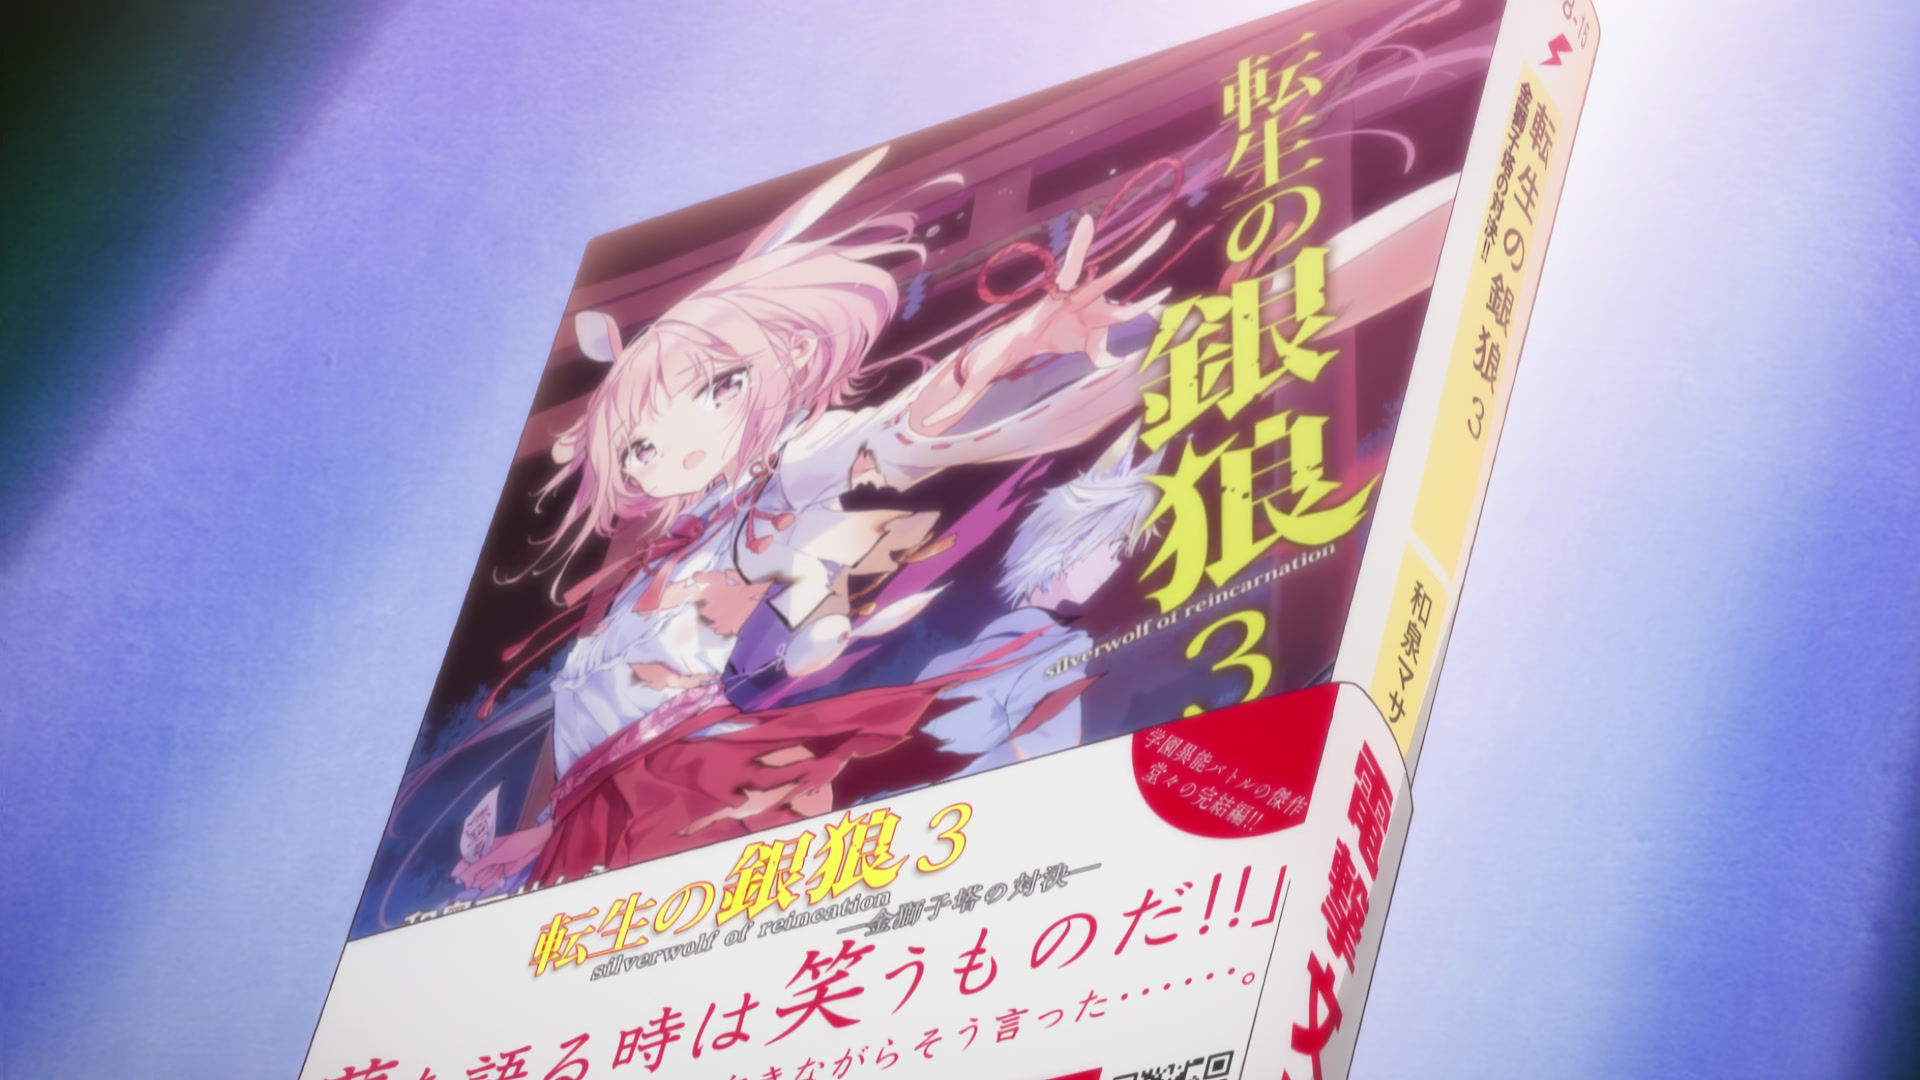 転生の
銀狼
silverwolf of reincarnation
3
学園異能バトルの傑作
堂々の完結編!!
転生の銀狼3
silverwolf of reincation
―金獅子塔の対決―
語る時は笑うものだ!!」
きながらそう言った……。
転生の銀狼 3
金獅子塔の対決!!
和泉マサ